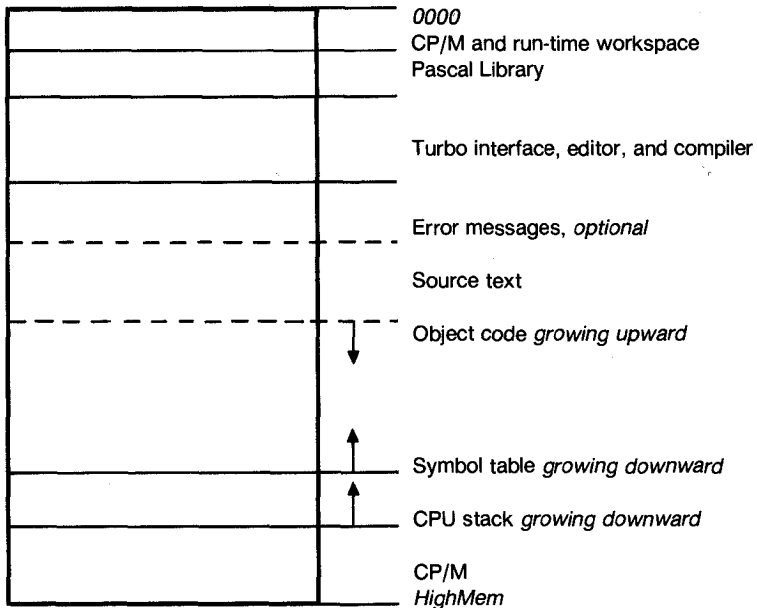 0000
CP/M and run-time workspace
Pascal Library
Turbo interface, editor, and compiler
Error messages, optional
Source text
Object code growing upward
Symbol table growing downward
CPU stack growing downward
CP/M
HighMem